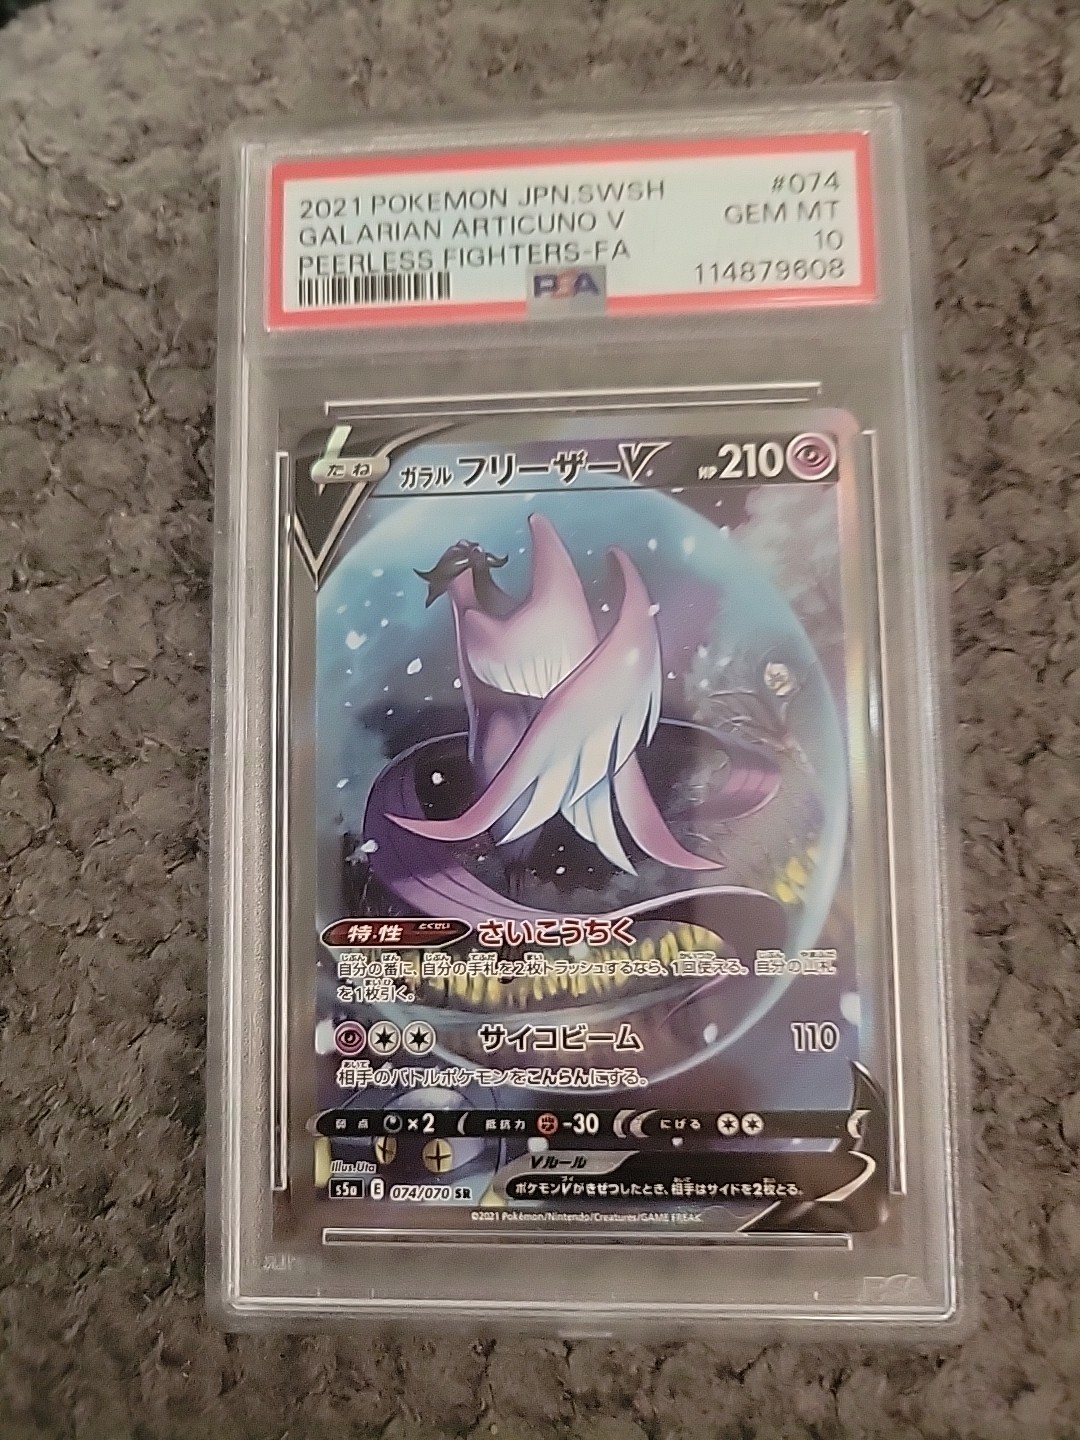 2021 POKEMON JPN.SWSH #074
GALARIAN ARTICUNO V GEM MT
PEERLESS FIGHTERS-FA 10
PSA 114879608
たね ガラル フリーザーV HP210
特性 とくせい さいこうちく
自分の番に、自分の手札を2枚トラッシュするなら、1回使える。自分の山札
を1枚引く。
サイコビーム 110
相手のバトルポケモンをこんらんにする。
弱点 ×2 抵抗力 -30 にげる
Illus.Uta
Vルール
s5a E 074/070 SR ポケモンVがきぜつしたとき、相手はサイドを2枚とる。
©2021 Pokémon/Nintendo/Creatures/GAME FREAK.